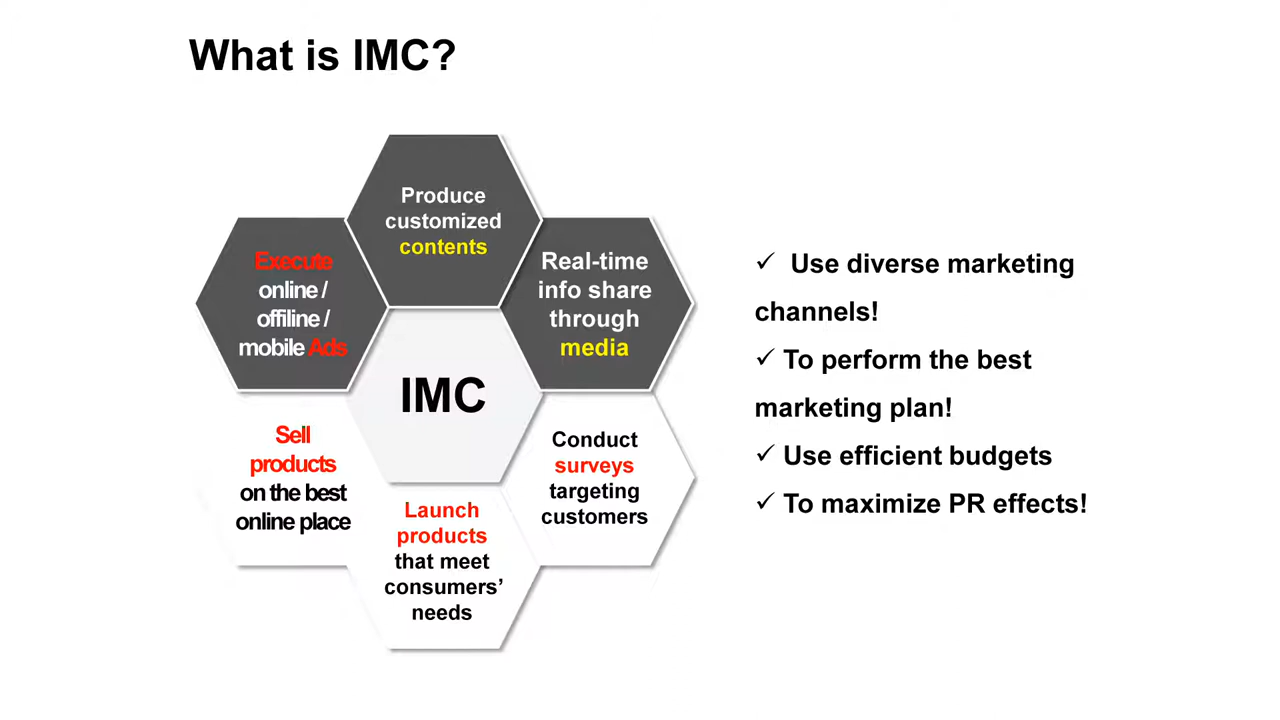 What is IMC?
Produce
customized
contents
Execute
online /
offiline /
mobile Ads
Real-time
info share
through
media
IMC
Sell
products
on the best
online place
Conduct
surveys
targeting
customers
Launch
products
that meet
consumers’
needs
✓ Use diverse marketing
channels!
✓ To perform the best
marketing plan!
✓ Use efficient budgets
✓ To maximize PR effects!